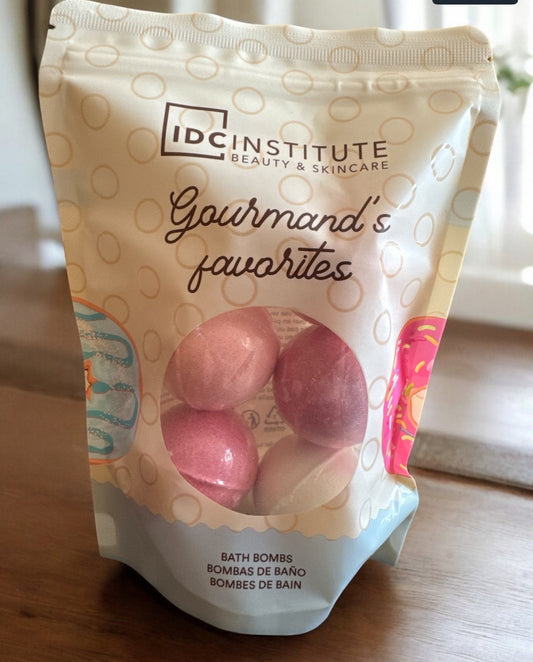 IDC INSTITUTE
BEAUTY & SKINCARE
Gourmand's
favorites
BATH BOMBS
BOMBAS DE BAÑO
BOMBES DE BAIN